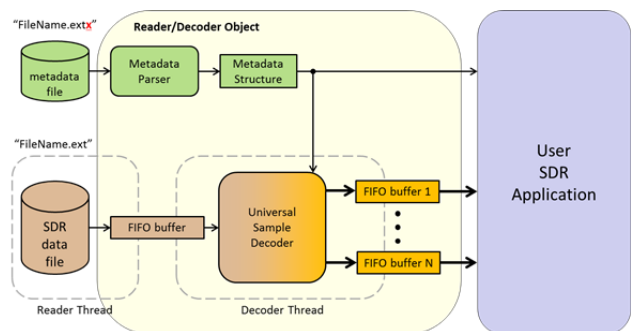 “FileName.extx”
Reader/Decoder Object
metadata
file
Metadata
Parser
Metadata
Structure
“FileName.ext”
SDR
data
file
FIFO buffer
Universal
Sample
Decoder
FIFO buffer 1
FIFO buffer N
Reader Thread
Decoder Thread
User
SDR
Application